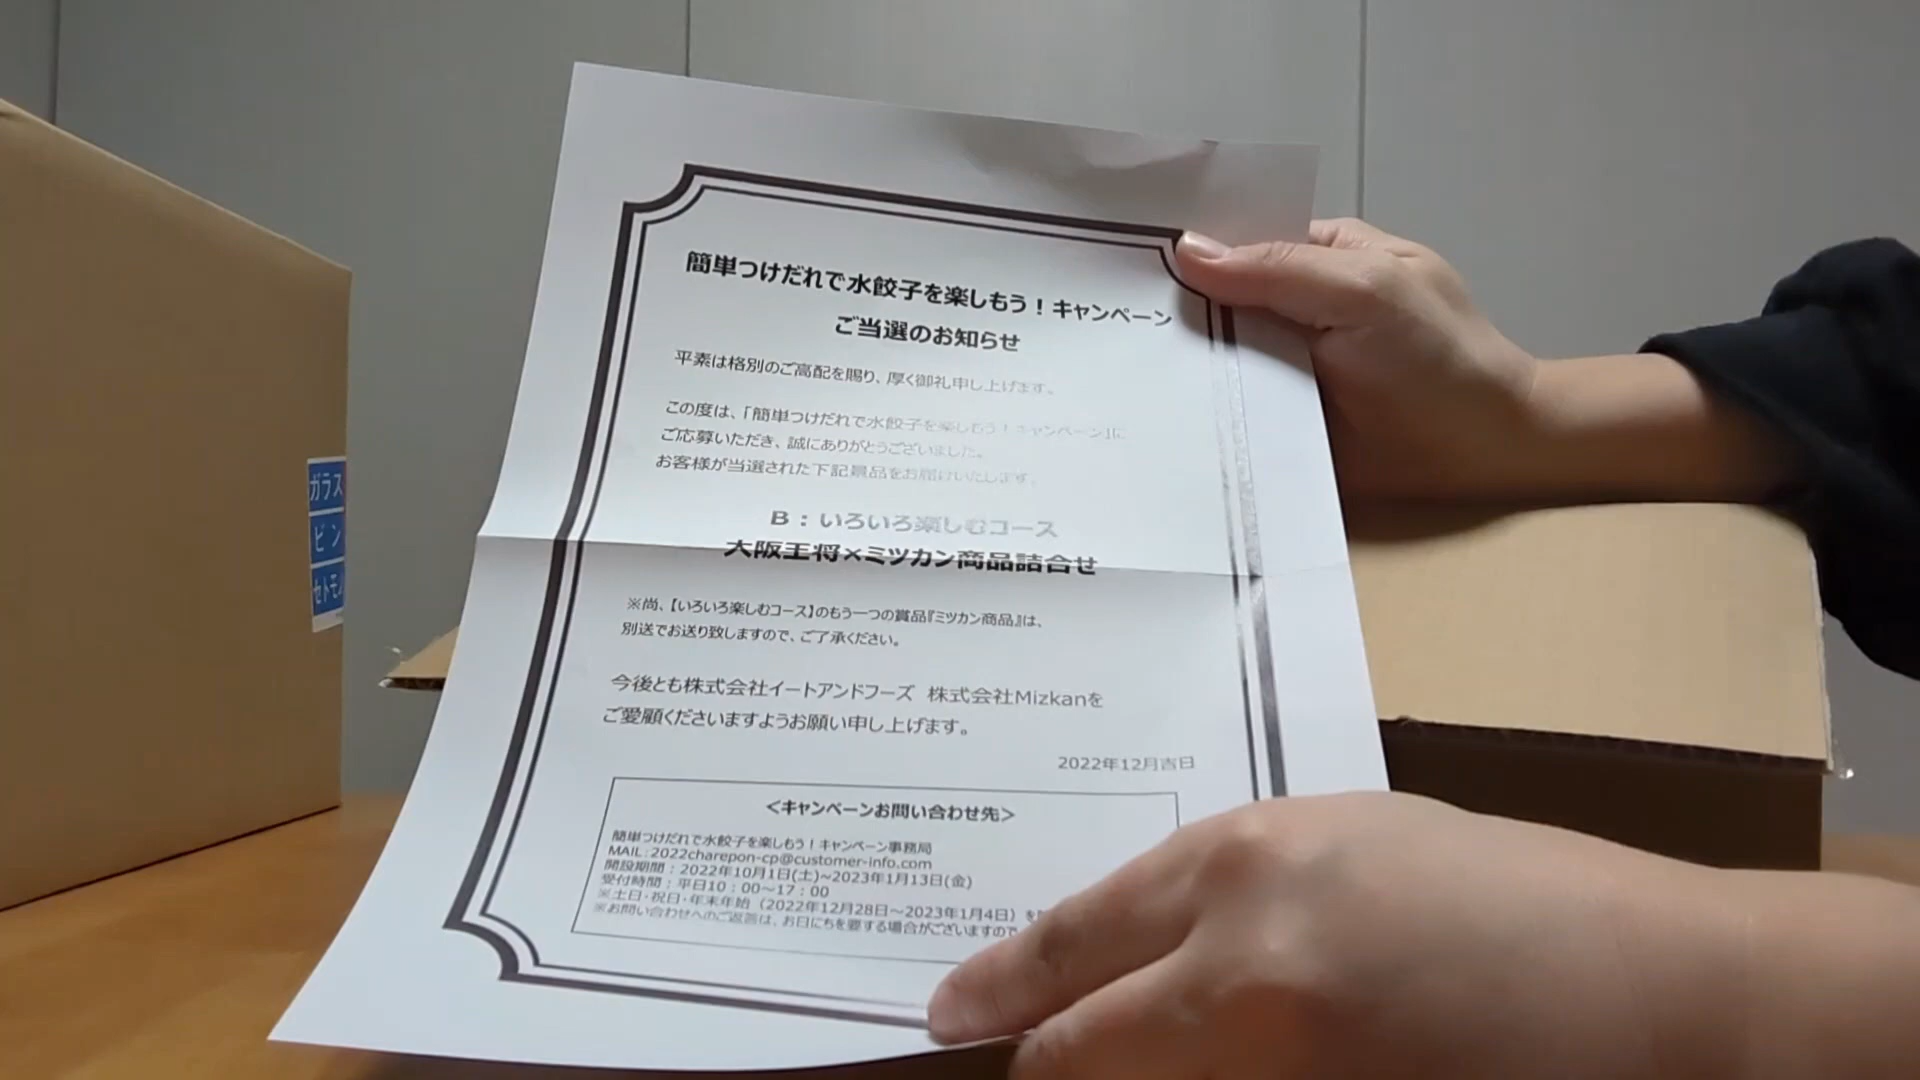 簡単つけだれで水餃子を楽しもう！キャンペーン
ご当選のお知らせ
平素は格別のご高配を賜り、厚く御礼申し上げます。
この度は、「簡単つけだれで水餃子を楽しもう！キャンペーン」に
ご応募いただき、誠にありがとうございました。
お客様が当選された下記景品をお届けいたします。
B：いろいろ楽しむコース
大阪王将×ミツカン商品詰合せ
※尚、【いろいろ楽しむコース】のもう一つの賞品『ミツカン商品』は、
別送でお送り致しますので、ご了承ください。
今後とも株式会社イートアンドフーズ 株式会社Mizkanを
ご愛顧くださいますようお願い申し上げます。
2022年12月吉日
＜キャンペーンお問い合わせ先＞
簡単つけだれで水餃子を楽しもう！キャンペーン事務局
MAIL：2022charepon-cp@customer-info.com
開設期間：2022年10月1日(土)~2023年1月13日(金)
受付時間：平日10：00～17：00
※土日・祝日・年末年始（2022年12月28日～2023年1月4日）を
※お問い合わせへのご返答は、お日にちを要する場合がございますので
ガラス
ビン
セトモノ